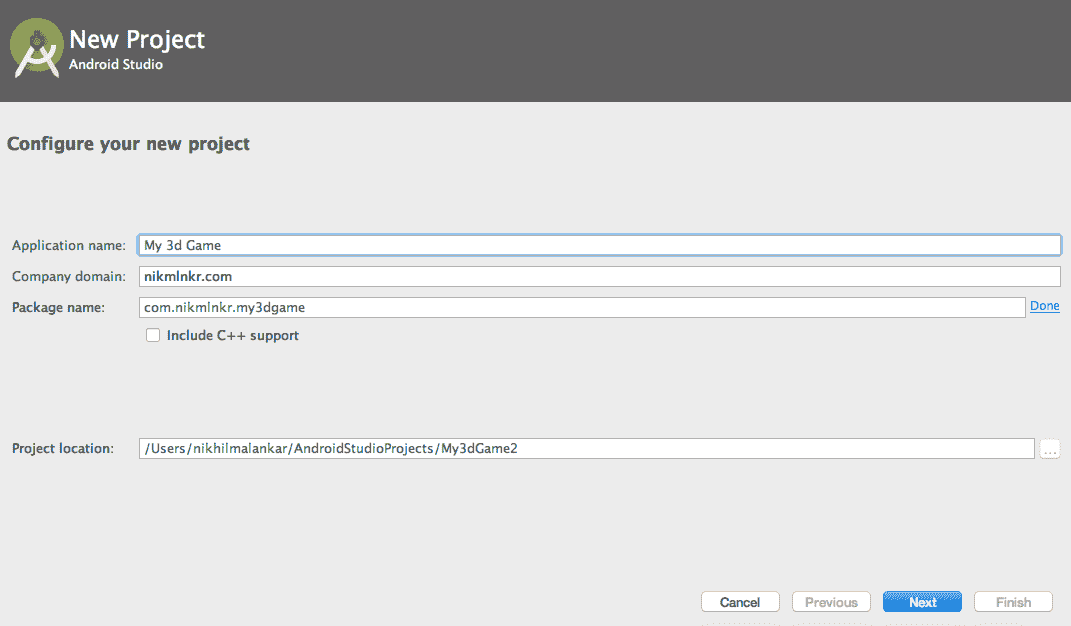 New Project
Android Studio
Configure your new project
Application name: My 3d Game
Company domain: nikmlnkr.com
Package name: com.nikmlnkr.my3dgame Done
Include C++ support
Project location: /Users/nikhilmalankar/AndroidStudioProjects/My3dGame2 ...
Cancel Previous Next Finish